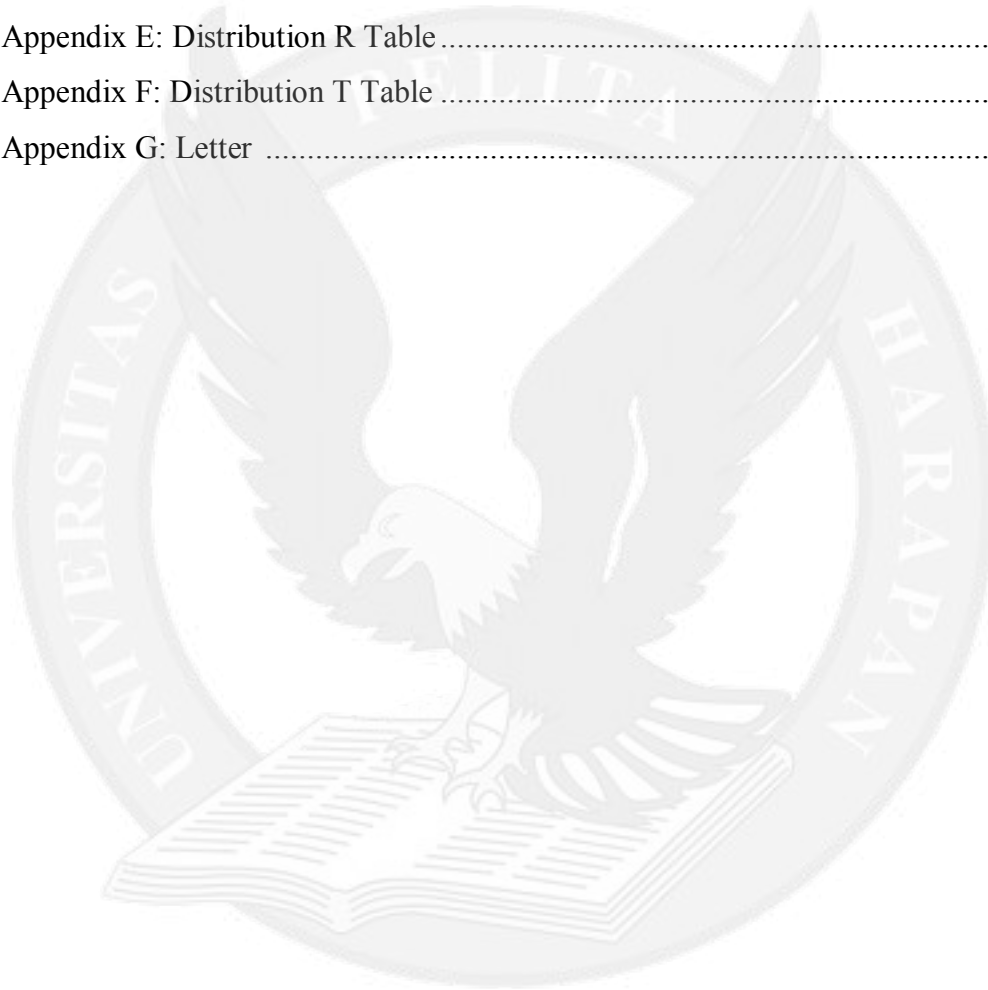 Appendix E: Distribution R Table ........................................................................
Appendix F: Distribution T Table ........................................................................
Appendix G: Letter ........................................................................
UNIVERSITAS PELITA HARAPAN